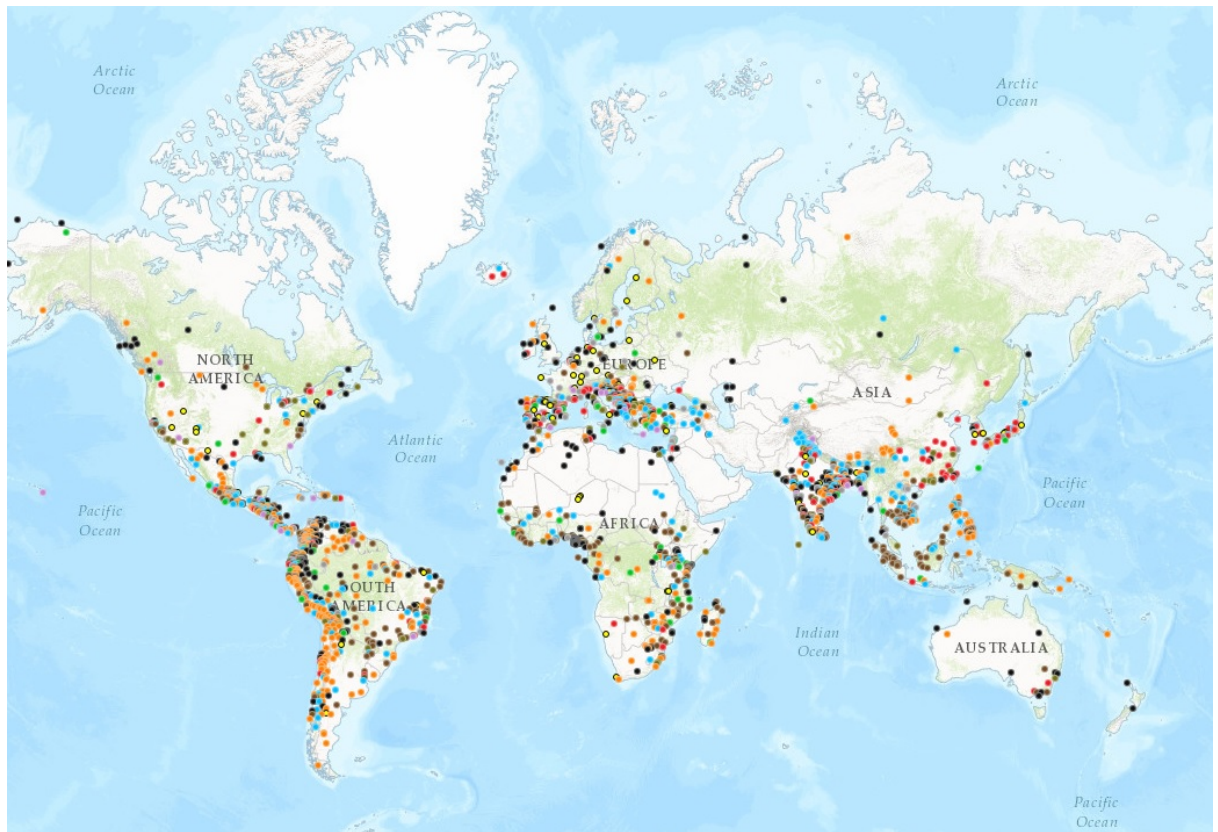 Arctic
Ocean
Arctic
Ocean
NORTH
AMERICA
EUROPE
ASIA
Atlantic
Ocean
Pacific
Ocean
Pacific
Ocean
AFRICA
SOUTH
AMERICA
Indian
Ocean
AUSTRALIA
Pacific
Ocean